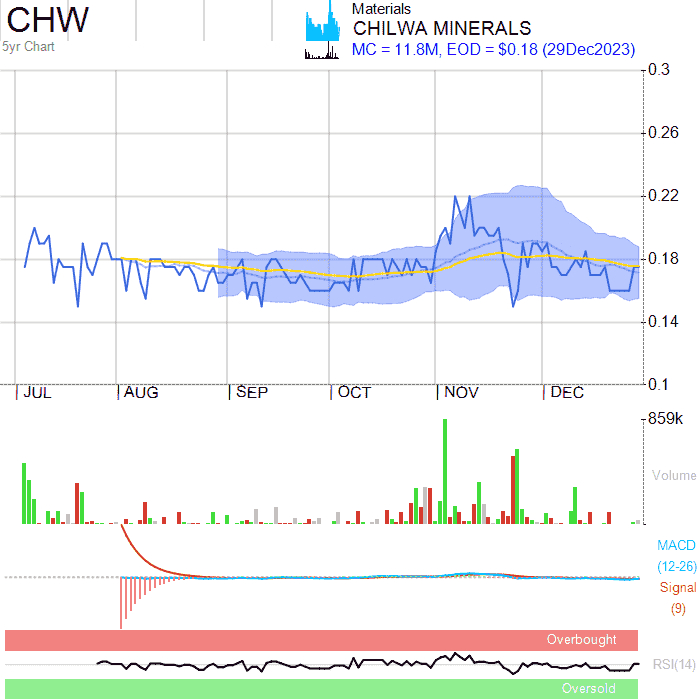 CHW
5yr Chart
Materials
CHILWA MINERALS
MC = 11.8M, EOD = $0.18 (29Dec2023)
0.3
0.26
0.22
0.18
0.14
0.1
JUL AUG SEP OCT NOV DEC
859k
Volume
MACD
(12-26)
Signal
(9)
Overbought
RSI(14)
Oversold